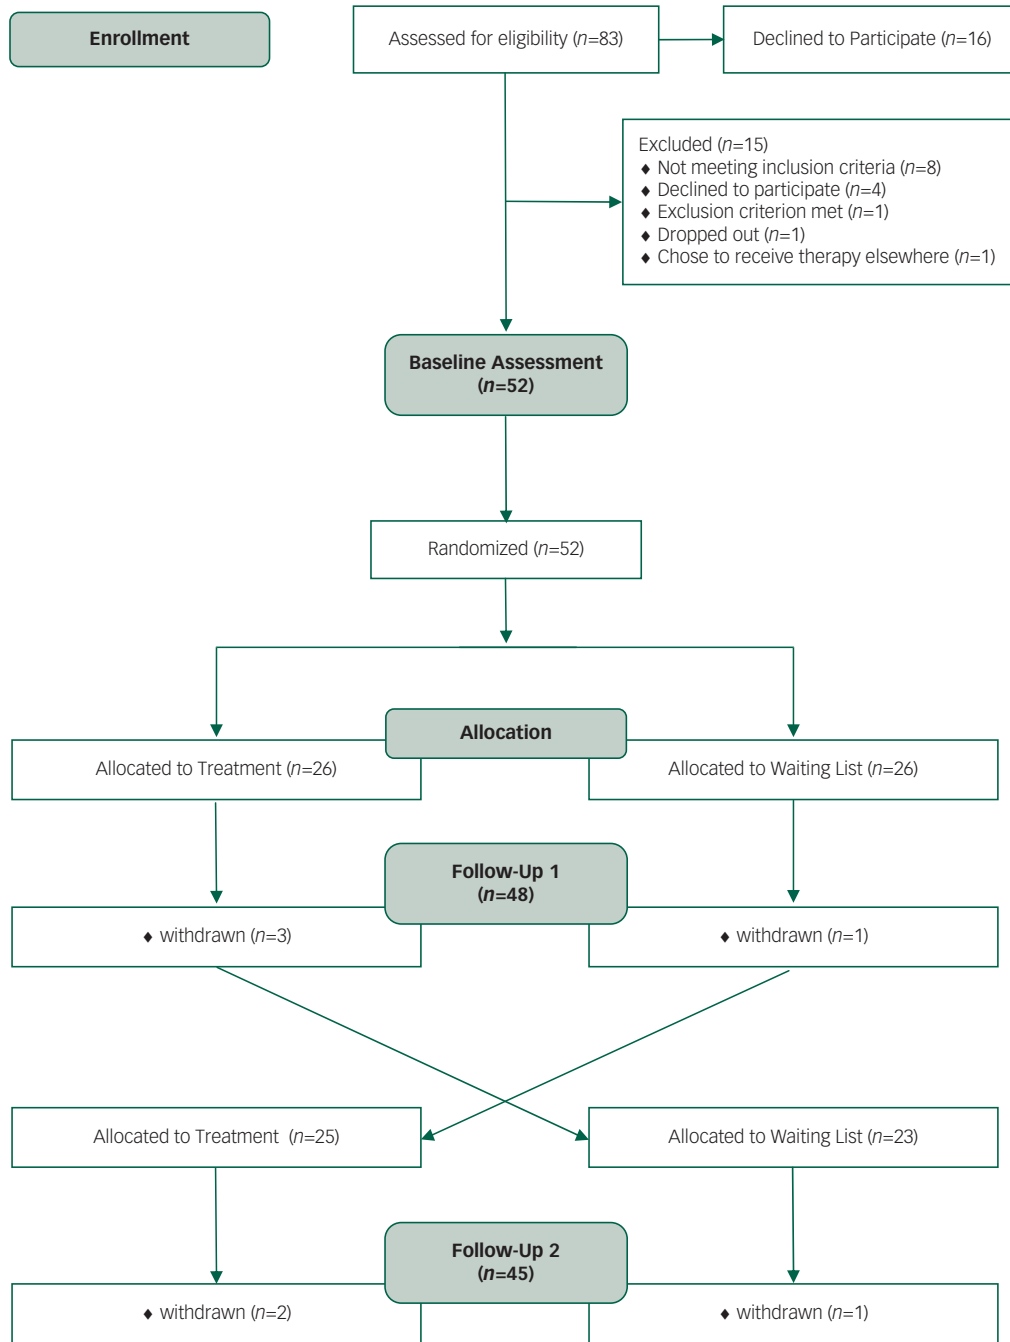 Enrollment
Assessed for eligibility (n=83)
Declined to Participate (n=16)
Excluded (n=15)
♦ Not meeting inclusion criteria (n=8)
♦ Declined to participate (n=4)
♦ Exclusion criterion met (n=1)
♦ Dropped out (n=1)
♦ Chose to receive therapy elsewhere (n=1)
Baseline Assessment
(n=52)
Randomized (n=52)
Allocation
Allocated to Treatment (n=26)
Allocated to Waiting List (n=26)
Follow-Up 1
(n=48)
♦ withdrawn (n=3)
♦ withdrawn (n=1)
Allocated to Treatment (n=25)
Allocated to Waiting List (n=23)
Follow-Up 2
(n=45)
♦ withdrawn (n=2)
♦ withdrawn (n=1)